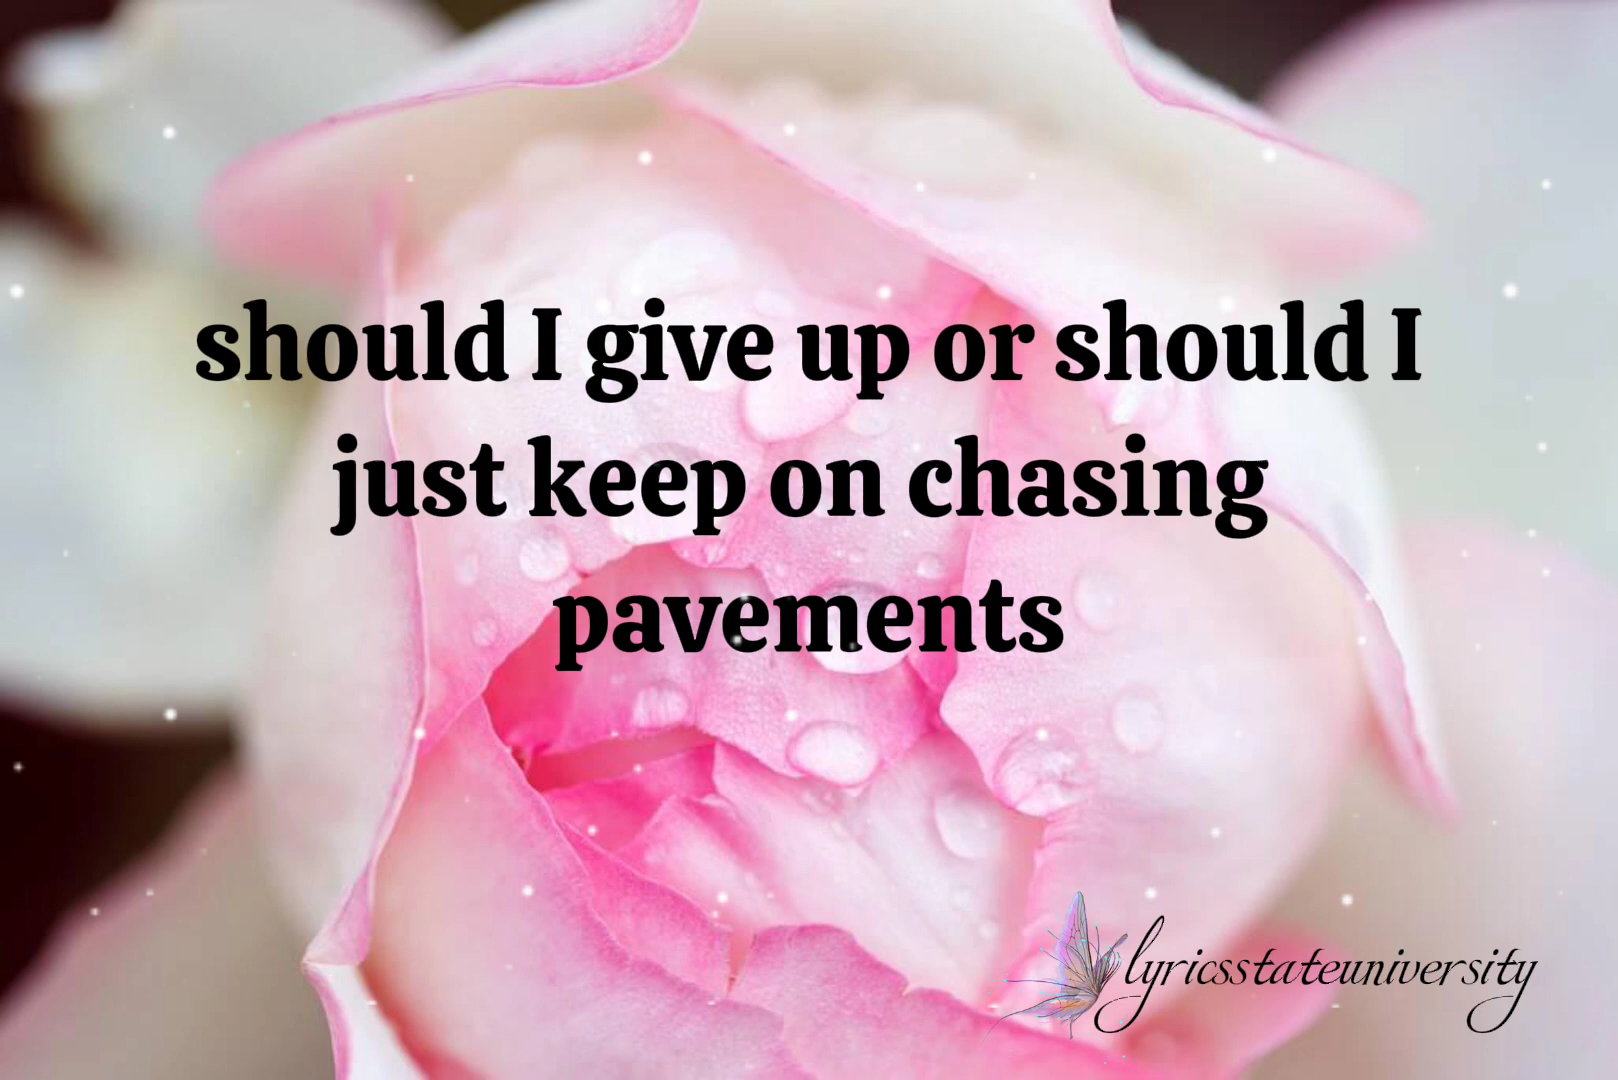 should I give up or should I
just keep on chasing
pavements
lyricsstateuniversity